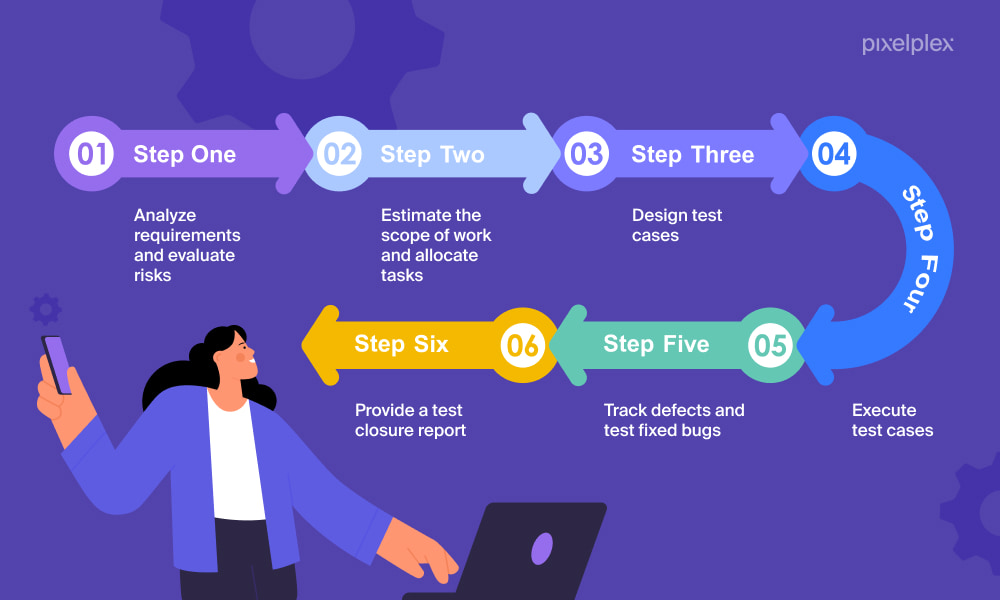 pixelplex
01 Step One
Analyze
requirements
and evaluate
risks
02 Step Two
Estimate the
scope of work
and allocate
tasks
03 Step Three
Design test
cases
04 Step Four
Execute
test cases
05 Step Five
Track defects and
test fixed bugs
06 Step Six
Provide a test
closure report